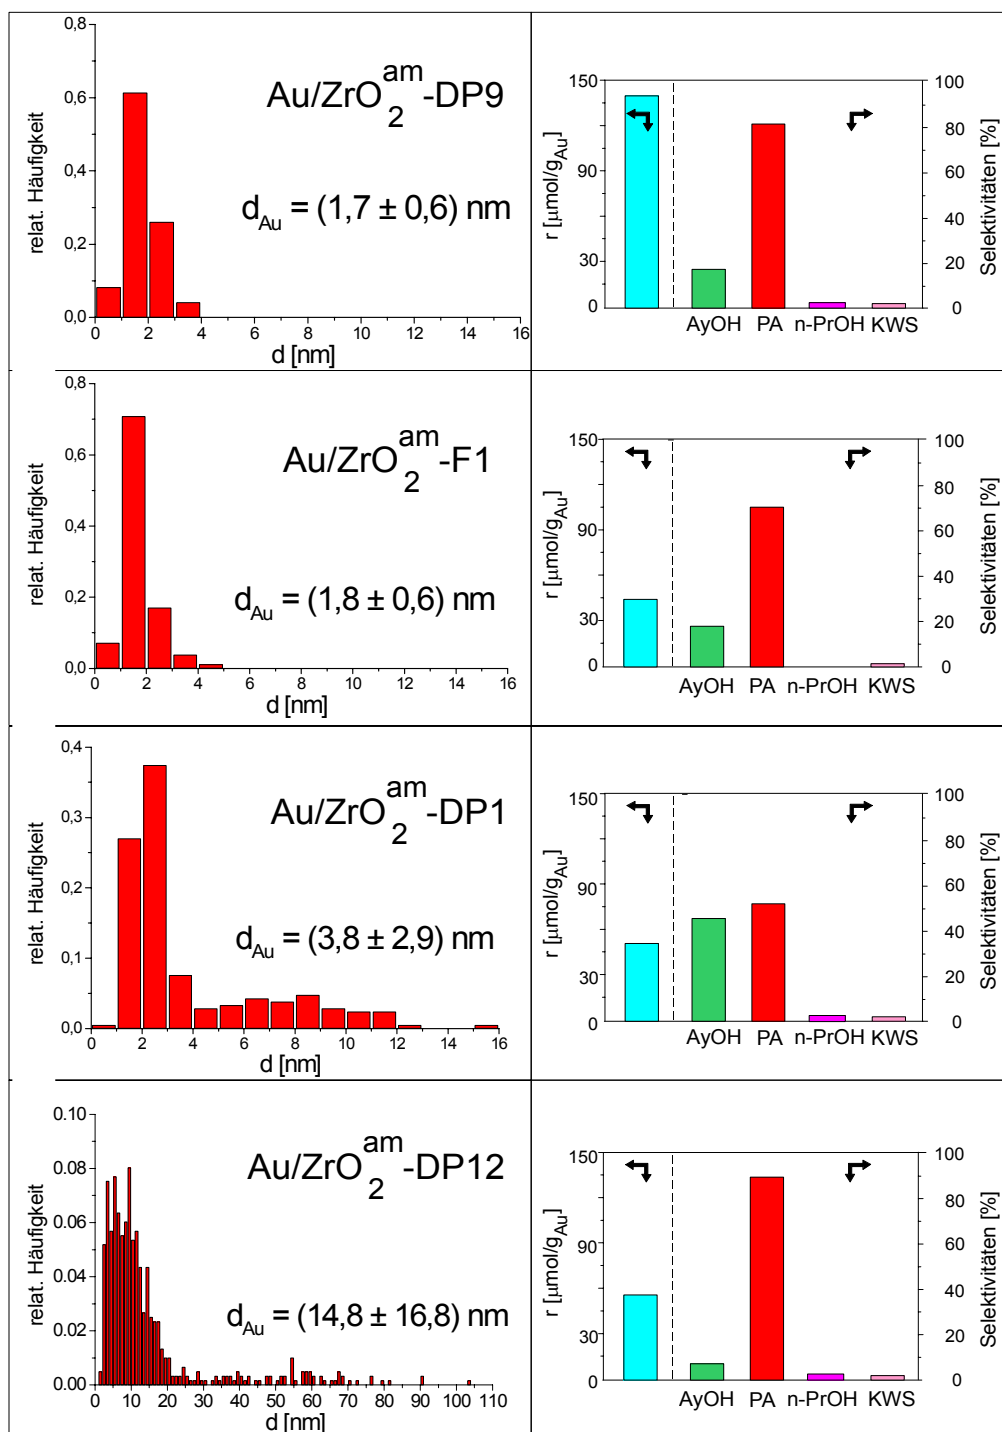 0,8
0,6
0,4
0,2
0,0
relat. Häufigkeit
Au/ZrO2am-DP9
dAu = (1,7 ± 0,6) nm
0 2 4 6 8 10 12 14 16
d [nm]
150
90
30
0
r [μmol/gAu]
100
80
60
40
20
0
Selektivitäten [%]
AyOH PA n-PrOH KWS
0,8
0,6
0,4
0,2
0,0
relat. Häufigkeit
Au/ZrO2am-F1
dAu = (1,8 ± 0,6) nm
0 2 4 6 8 10 12 14 16
d [nm]
150
90
30
0
r [μmol/gAu]
100
80
60
40
20
0
Selektivitäten [%]
AyOH PA n-PrOH KWS
0,4
0,3
0,2
0,1
0,0
relat. Häufigkeit
Au/ZrO2am-DP1
dAu = (3,8 ± 2,9) nm
0 2 4 6 8 10 12 14 16
d [nm]
150
90
30
0
r [μmol/gAu]
100
80
60
40
20
0
Selektivitäten [%]
AyOH PA n-PrOH KWS
0.10
0.08
0.06
0.04
0.02
0.00
relat. Häufigkeit
Au/ZrO2am-DP12
dAu = (14,8 ± 16,8) nm
0 10 20 30 40 50 60 70 80 90 100 110
d [nm]
150
90
30
0
r [μmol/gAu]
100
80
60
40
20
0
Selektivitäten [%]
AyOH PA n-PrOH KWS